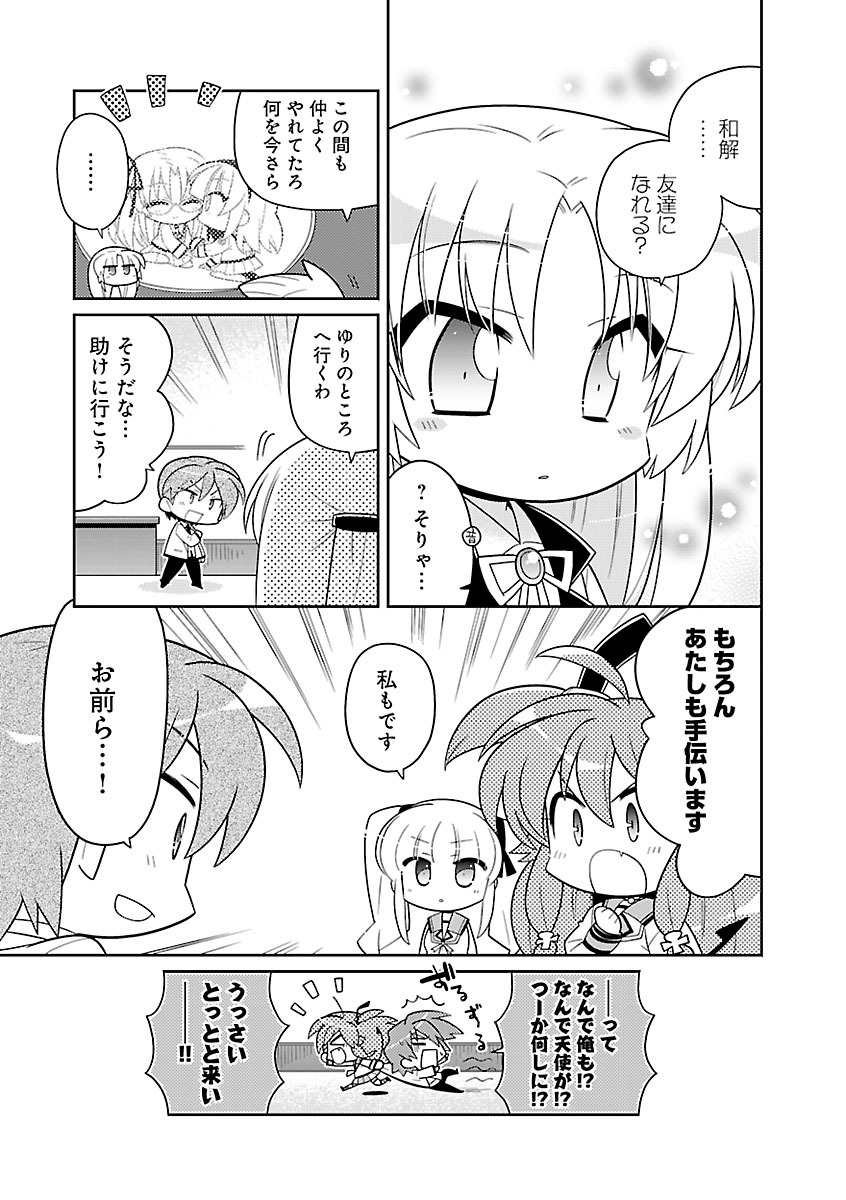 和解
……
友達に
なれる？
？そりゃ…
音
この間も
仲よく
やれてたろ
何を今さら
……
ゆりのところ
へ行くわ
そうだな…
助けに行こう！
もちろん
あたしも手伝います
私もです
お前ら…！
――って
なんで俺も!?
なんで天使が!?
つーか何しに!?
ずるずる
うっさい
とっとと来い
――!!